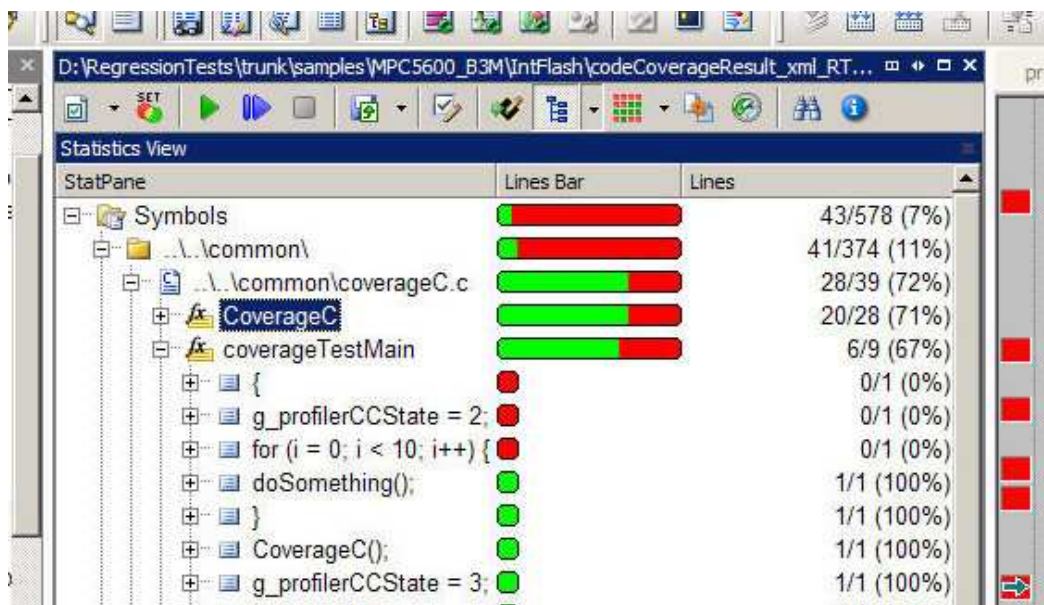 D:\RegressionTests\trunk\samples\MPC5600_B3M\IntFlash\codeCoverageResult_xml_RT...
pr
SET
Statistics View
StatPane Lines Bar Lines
Symbols 43/578 (7%)
..\..\common\ 41/374 (11%)
..\..\common\coverageC.c 28/39 (72%)
CoverageC 20/28 (71%)
coverageTestMain 6/9 (67%)
{ 0/1 (0%)
g_profilerCCState = 2; 0/1 (0%)
for (i = 0; i < 10; i++) { 0/1 (0%)
doSomething(); 1/1 (100%)
} 1/1 (100%)
CoverageC(); 1/1 (100%)
g_profilerCCState = 3; 1/1 (100%)